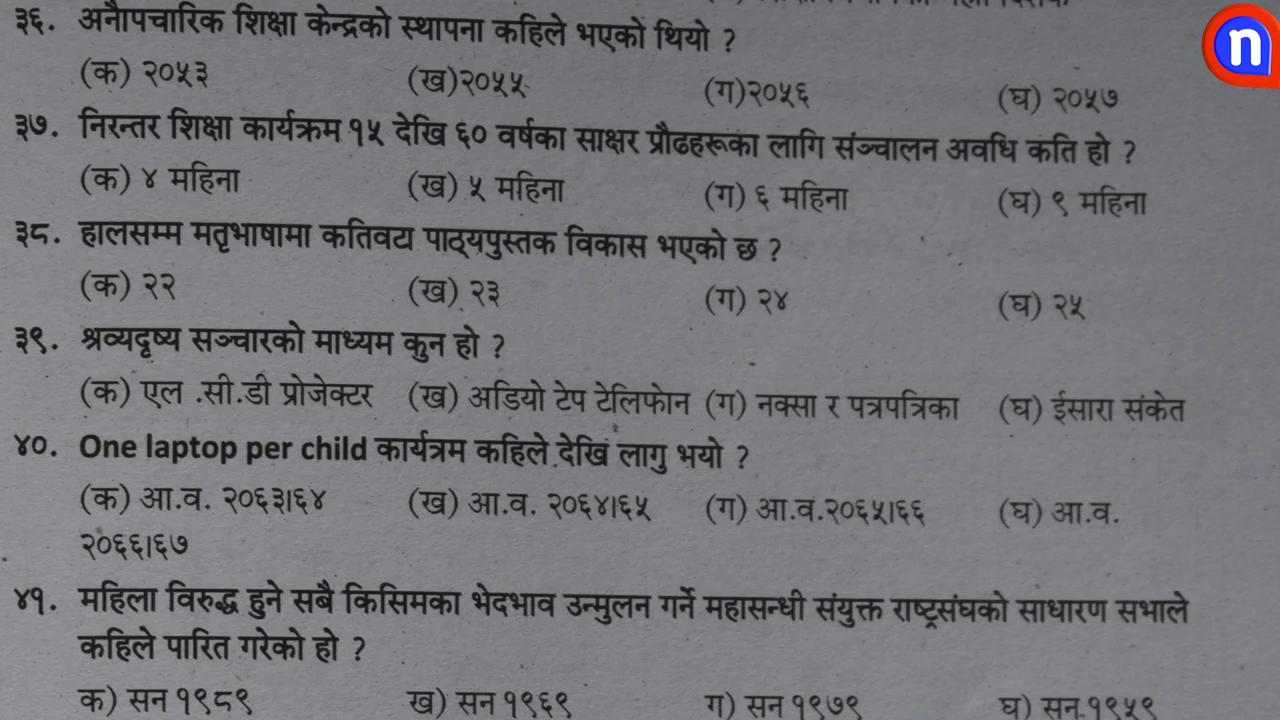 ३६. अनौपचारिक शिक्षा केन्द्रको स्थापना कहिले भएको थियो ?
(क) २०५३ (ख)२०५५ (ग)२०५६ (घ) २०५७
३७. निरन्तर शिक्षा कार्यक्रम १५ देखि ६० वर्षका साक्षर प्रौढहरूका लागि संञ्चालन अवधि कति हो ?
(क) ४ महिना (ख) ५ महिना (ग) ६ महिना (घ) ९ महिना
३८. हालसम्म मतृभाषामा कतिवटा पाठ्यपुस्तक विकास भएको छ ?
(क) २२ (ख) २३ (ग) २४ (घ) २५
३९. श्रव्यदृष्य सञ्चारको माध्यम कुन हो ?
(क) एल .सी.डी प्रोजेक्टर (ख) अडियो टेप टेलिफोन (ग) नक्सा र पत्रपत्रिका (घ) ईसारा संकेत
४०. One laptop per child कार्यत्रम कहिले देखि लागु भयो ?
(क) आ.व. २०६३।६४ (ख) आ.व. २०६४।६५ (ग) आ.व.२०६५।६६ (घ) आ.व.
२०६६।६७
४१. महिला विरुद्ध हुने सबै किसिमका भेदभाव उन्मुलन गर्ने महासन्धी संयुक्त राष्ट्रसंघको साधारण सभाले
कहिले पारित गरेको हो ?
क) सन १९८९ ख) सन १९६९ ग) सन १९७९ घ) सन १९५९
n